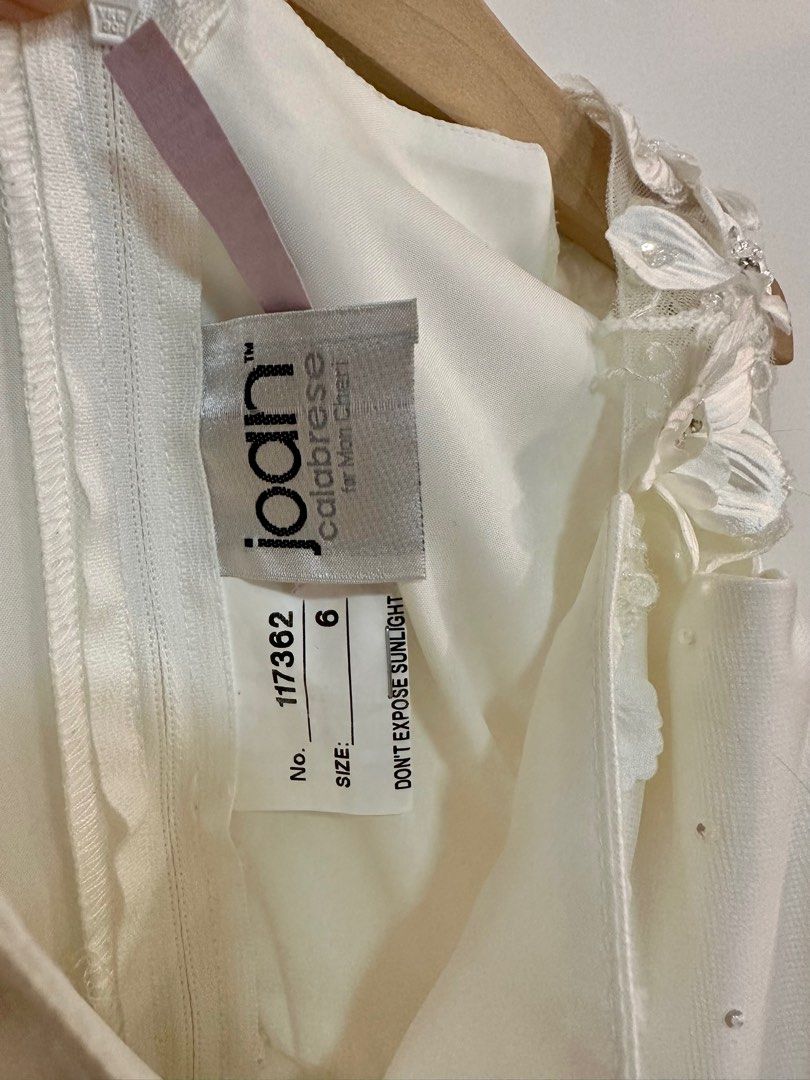 joan™
calabrese
for Mon Cheri
No. 117362
SIZE: 6
DON'T EXPOSE SUNLIGHT